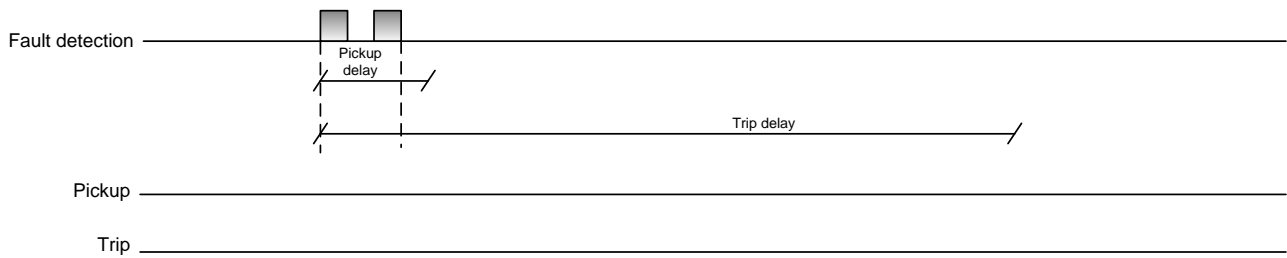 Fault detection
Pickup
delay
Trip delay
Pickup
Trip